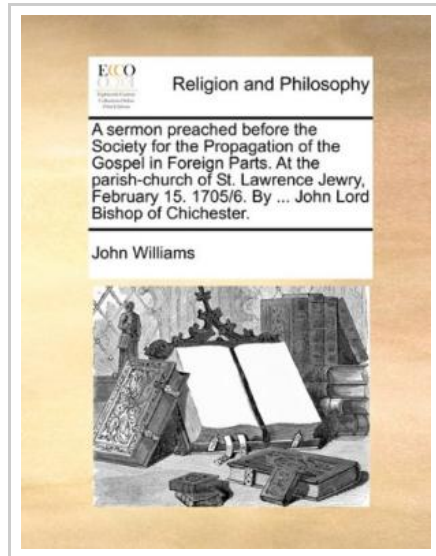 ECCO
Religion and Philosophy
A sermon preached before the
Society for the Propagation of the
Gospel in Foreign Parts. At the
parish-church of St. Lawrence Jewry,
February 15. 1705/6. By ... John Lord
Bishop of Chichester.
John Williams